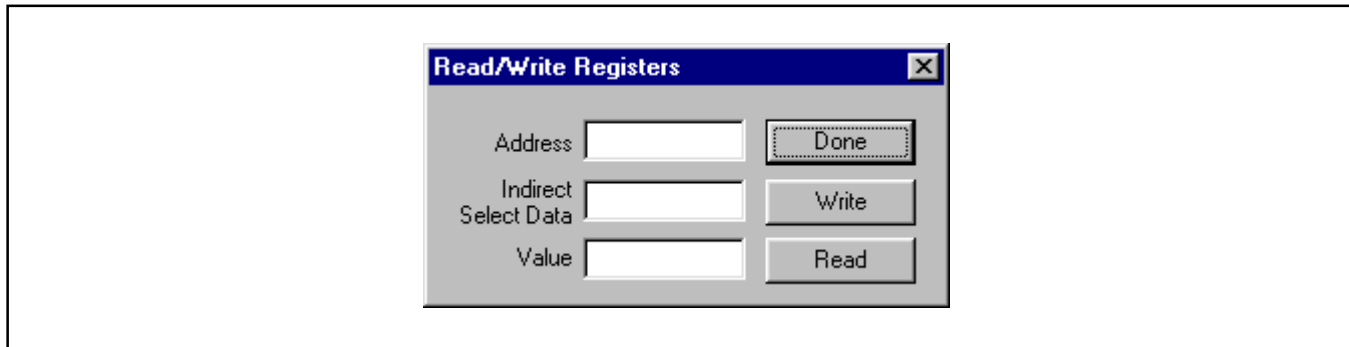 Read/Write Registers
Address
Done
Indirect
Select Data
Write
Value
Read